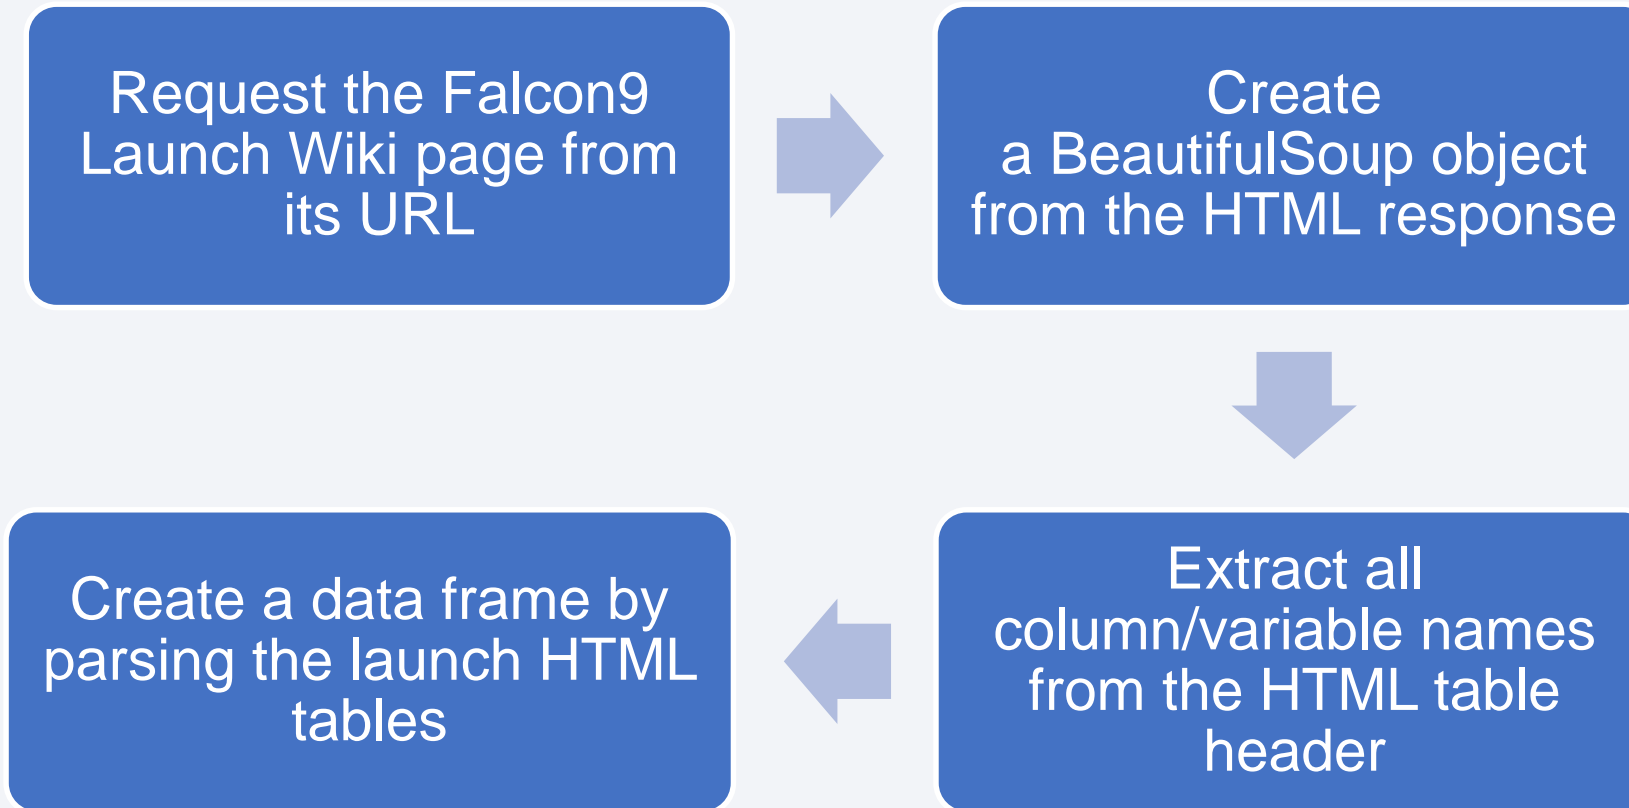 Request the Falcon9
Launch Wiki page from
its URL
Create
a BeautifulSoup object
from the HTML response
Extract all
column/variable names
from the HTML table
header
Create a data frame by
parsing the launch HTML
tables